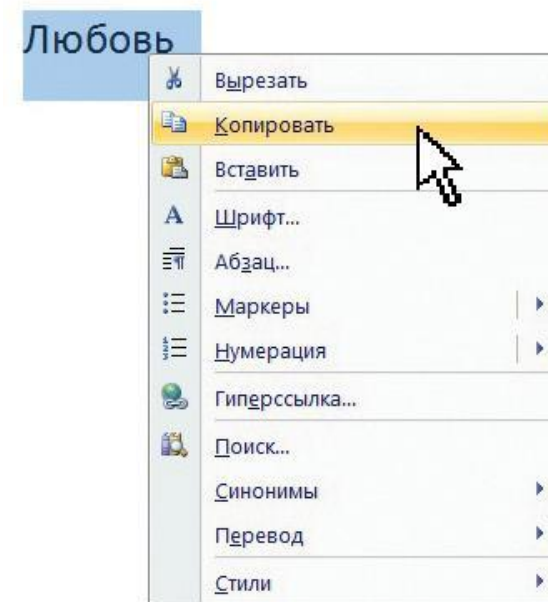 Любовь
Вырезать
Копировать
Вставить
Шрифт...
Абзац...
Маркеры
Нумерация
Гиперссылка...
Поиск...
Синонимы
Перевод
Стили